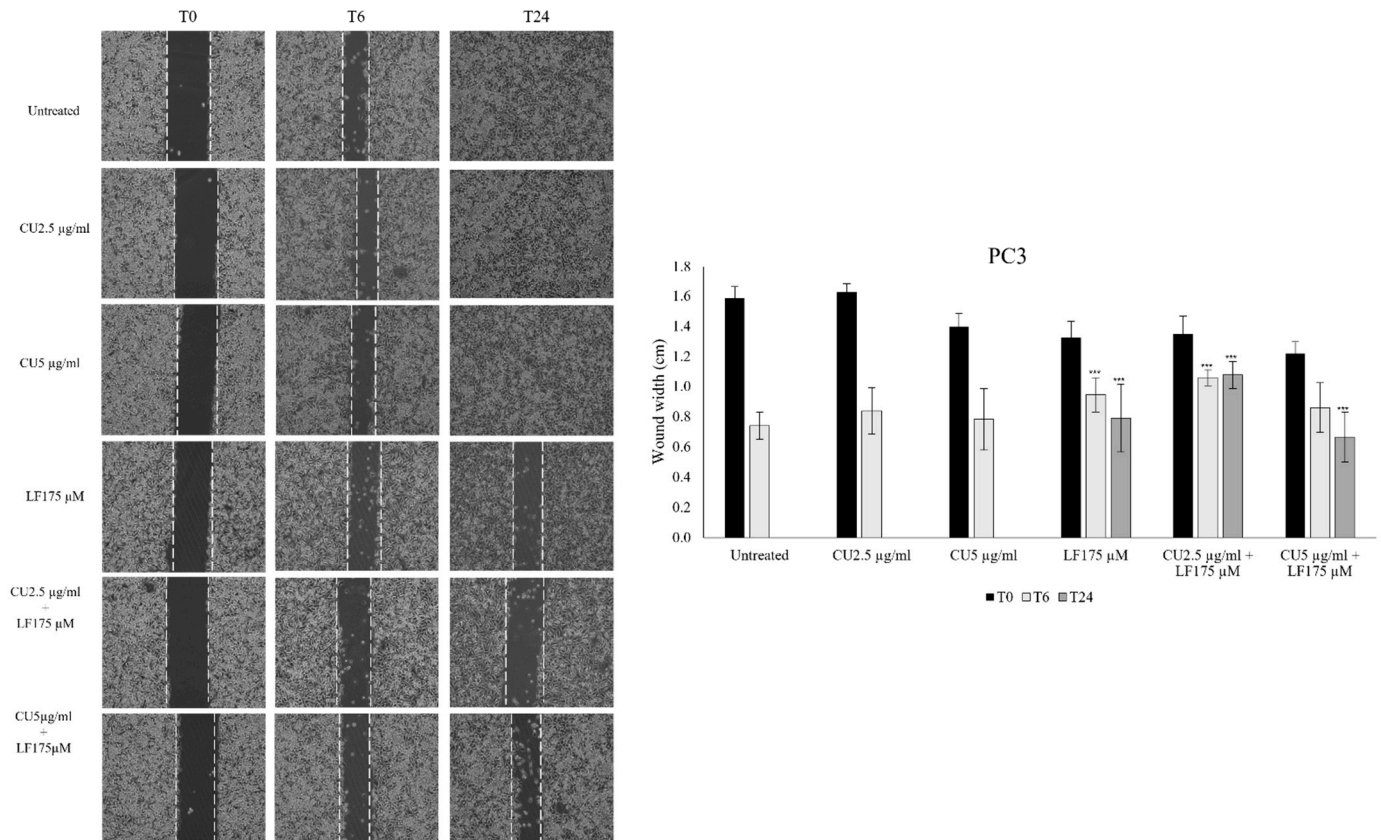 T0 T6 T24
Untreated
CU2.5 µg/ml
CU5 µg/ml
LF175 µM
CU2.5 µg/ml
+
LF175 µM
CU5µg/ml
+
LF175µM
PC3
Wound width (cm)
1.8
1.6
1.4
1.2
1.0
0.8
0.6
0.4
0.2
0.0
*** *** *** *** ***
Untreated CU2.5 µg/ml CU5 µg/ml LF175 µM CU2.5 µg/ml + CU5 µg/ml +
LF175 µM LF175 µM
T0 T6 T24